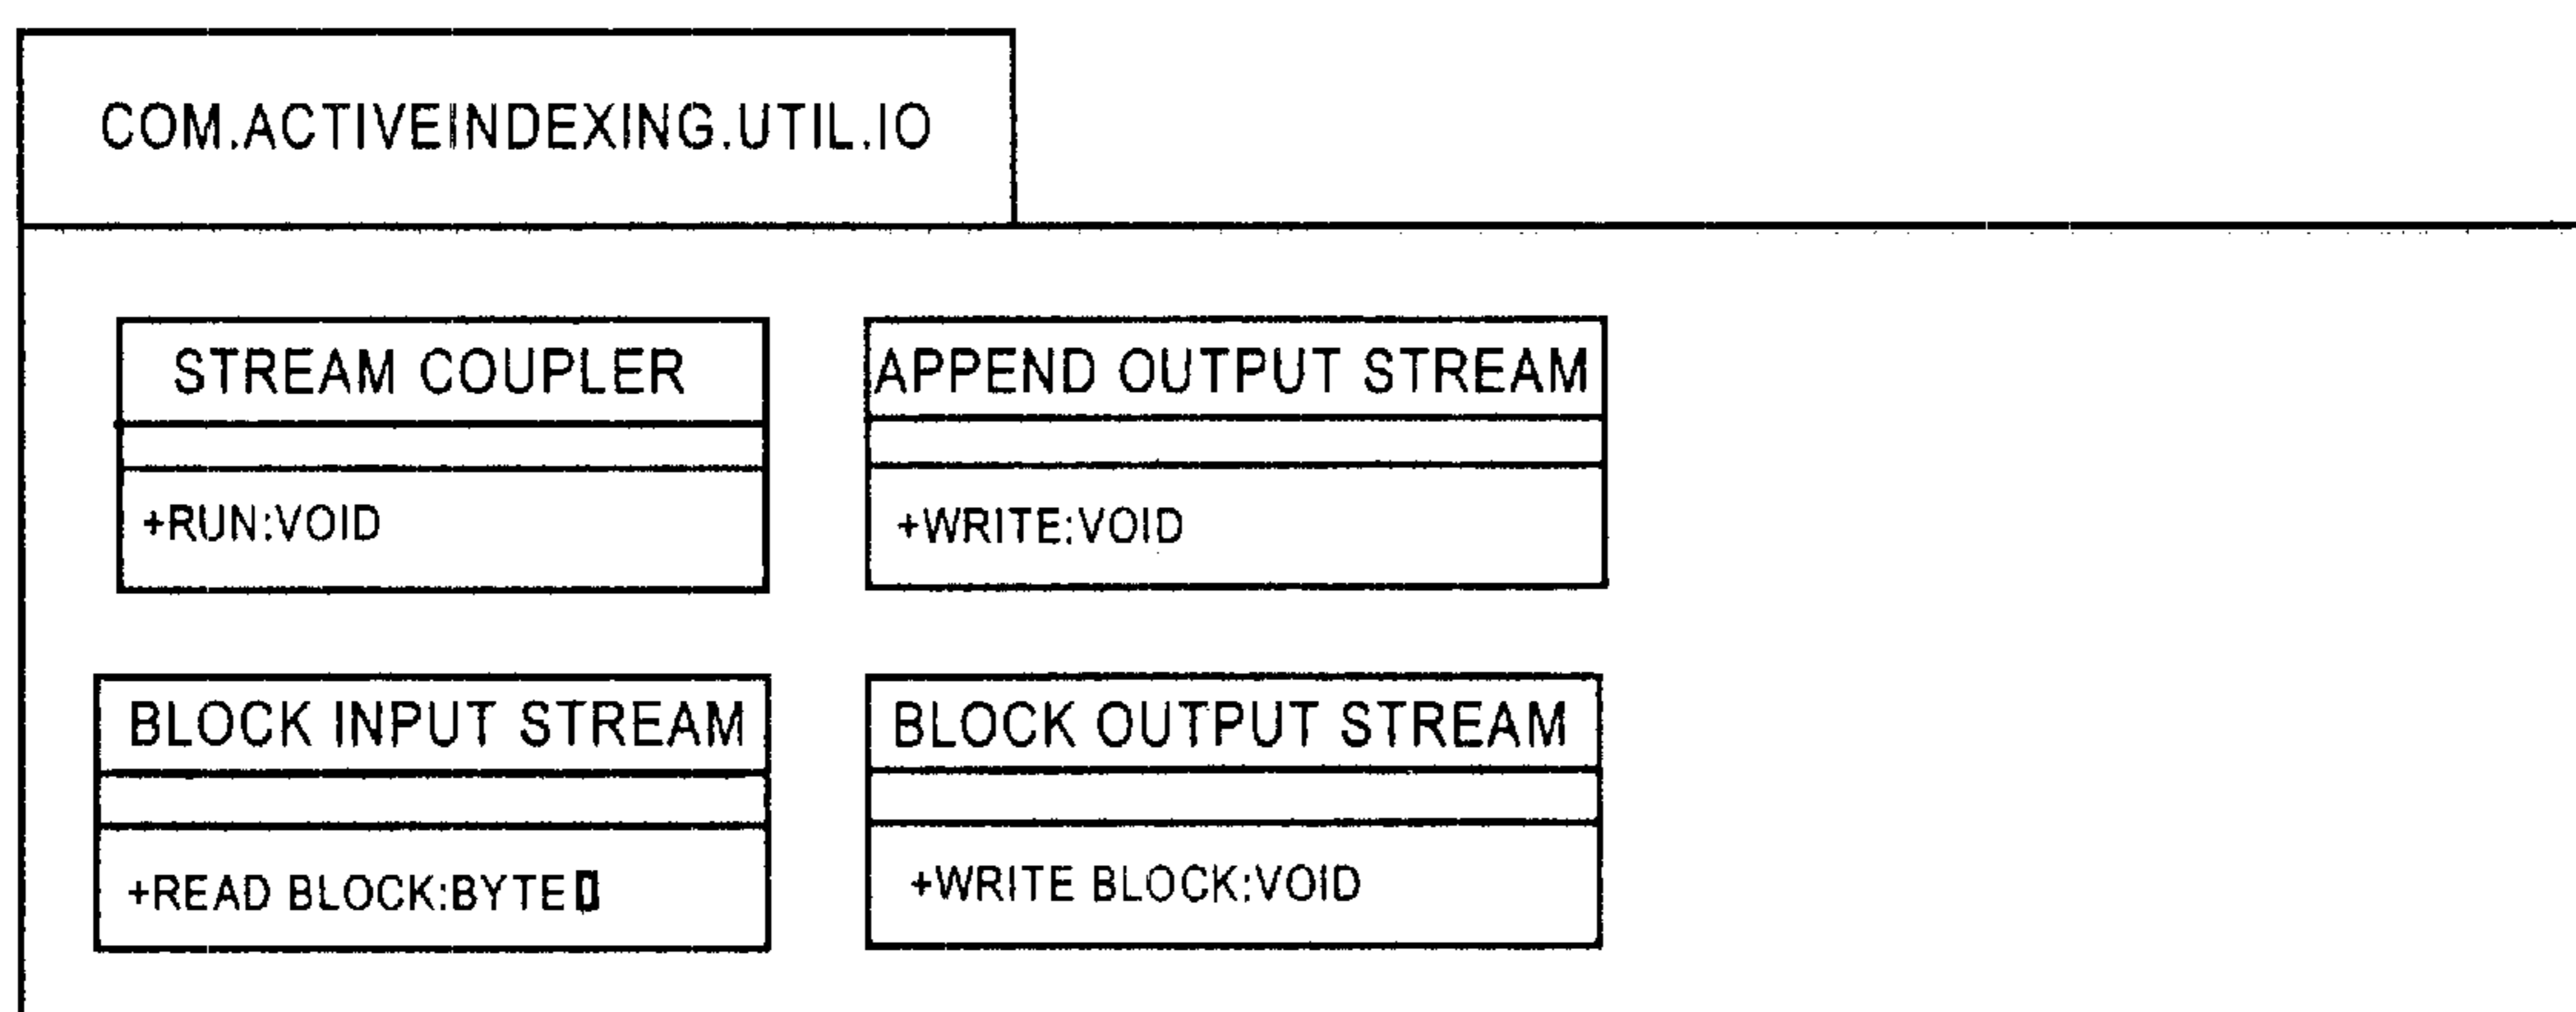 COM.ACTIVEINDEXING.UTIL.IO
STREAM COUPLER
+RUN:VOID
APPEND OUTPUT STREAM
+WRITE:VOID
BLOCK INPUT STREAM
+READ BLOCK:BYTE[]
BLOCK OUTPUT STREAM
+WRITE BLOCK:VOID